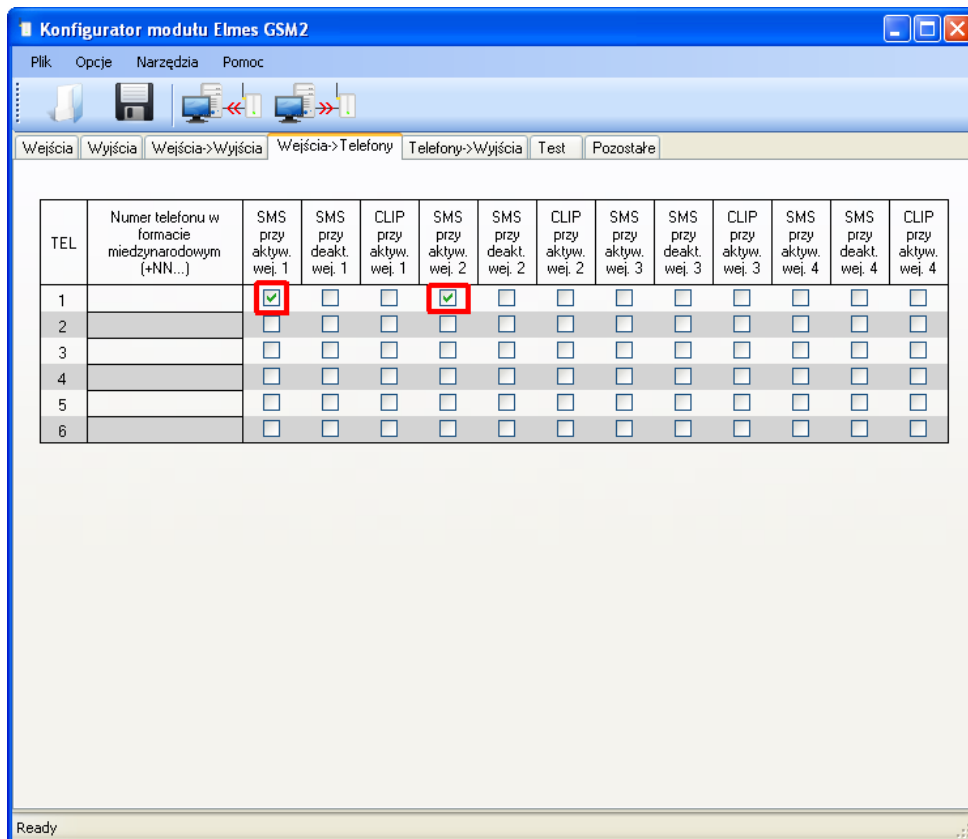 Konfigurator modułu Elmes GSM2
Plik Opcje Narzędzia Pomoc
Wejścia Wyjścia Wejścia->Wyjścia Wejścia->Telefony Telefony->Wyjścia Test Pozostałe
TEL
Numer telefonu w
formacie
miedzynarodowym
(+NN...)
SMS
przy
aktyw.
wej. 1
SMS
przy
deakt.
wej. 1
CLIP
przy
aktyw.
wej. 1
SMS
przy
aktyw.
wej. 2
SMS
przy
deakt.
wej. 2
CLIP
przy
aktyw.
wej. 2
SMS
przy
aktyw.
wej. 3
SMS
przy
deakt.
wej. 3
CLIP
przy
aktyw.
wej. 3
SMS
przy
aktyw.
wej. 4
SMS
przy
deakt.
wej. 4
CLIP
przy
aktyw.
wej. 4
1
2
3
4
5
6
Ready